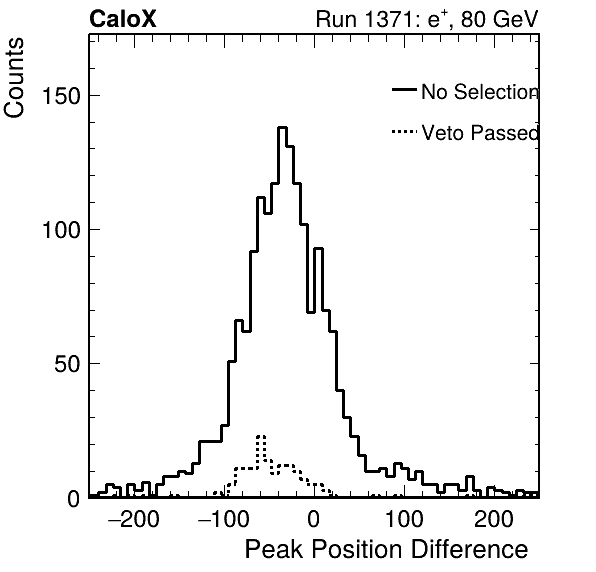 CaloX Run 1371: e⁺, 80 GeV
Counts
No Selection
Veto Passed
150
100
50
0
−200 −100 0 100 200
Peak Position Difference